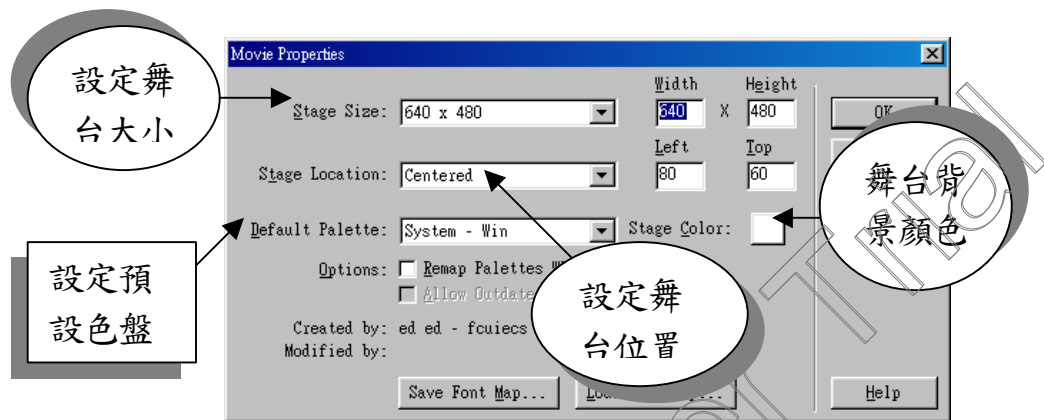 Movie Properties
設定舞
台大小
Width Height
Stage Size: 640 x 480 640 X 480
OK
Left Top
Stage Location: Centered 80 60
舞台背
景顏色
Default Palette: System - Win Stage Color:
設定預
設色盤
Options: Remap Palettes
Allow
設定舞
台位置
Created by: ed ed - fcuiecs
Modified by:
Save Font Map...
Help